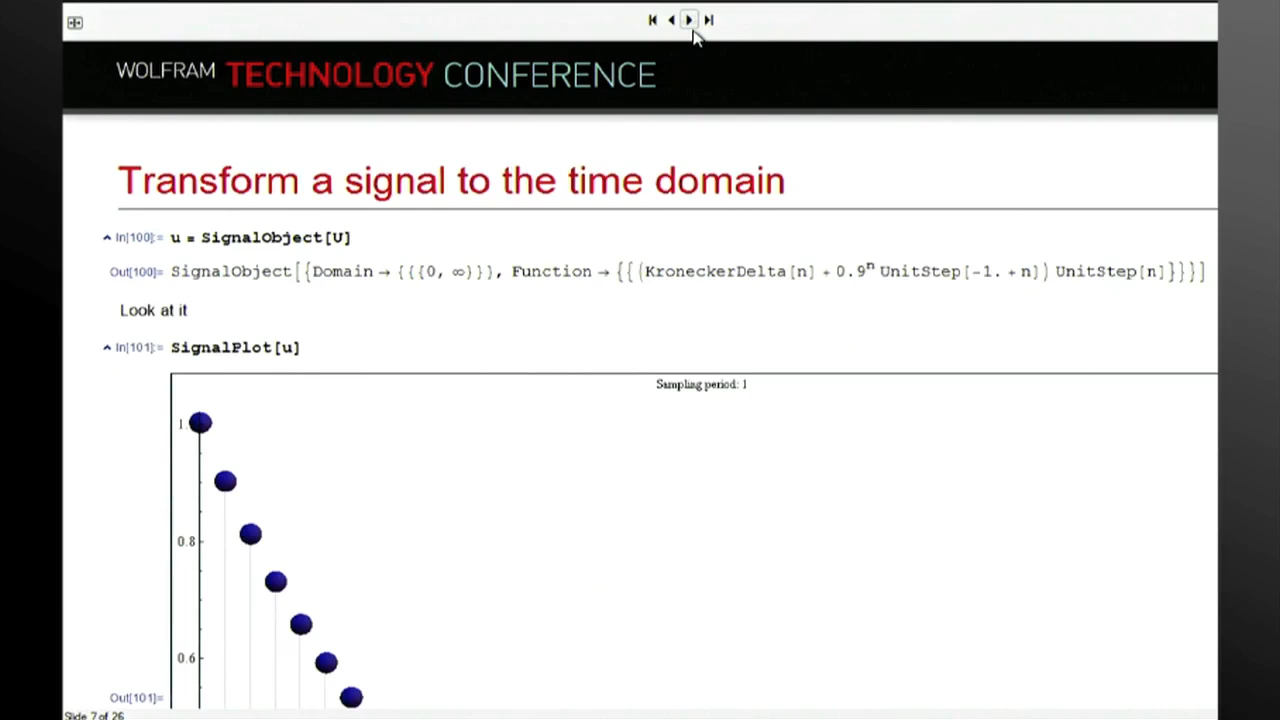 WOLFRAM TECHNOLOGY CONFERENCE
Transform a signal to the time domain
In[100]:= u = SignalObject[U]
Out[100]= SignalObject[{Domain → {{{0, ∞}}}, Function → {{(KroneckerDelta[n] + 0.9^n UnitStep[-1. + n]) UnitStep[n]}}}]
Look at it
In[101]:= SignalPlot[u]
Sampling period: 1
1.
0.8
0.6
Out[101]=
Slide 7 of 26